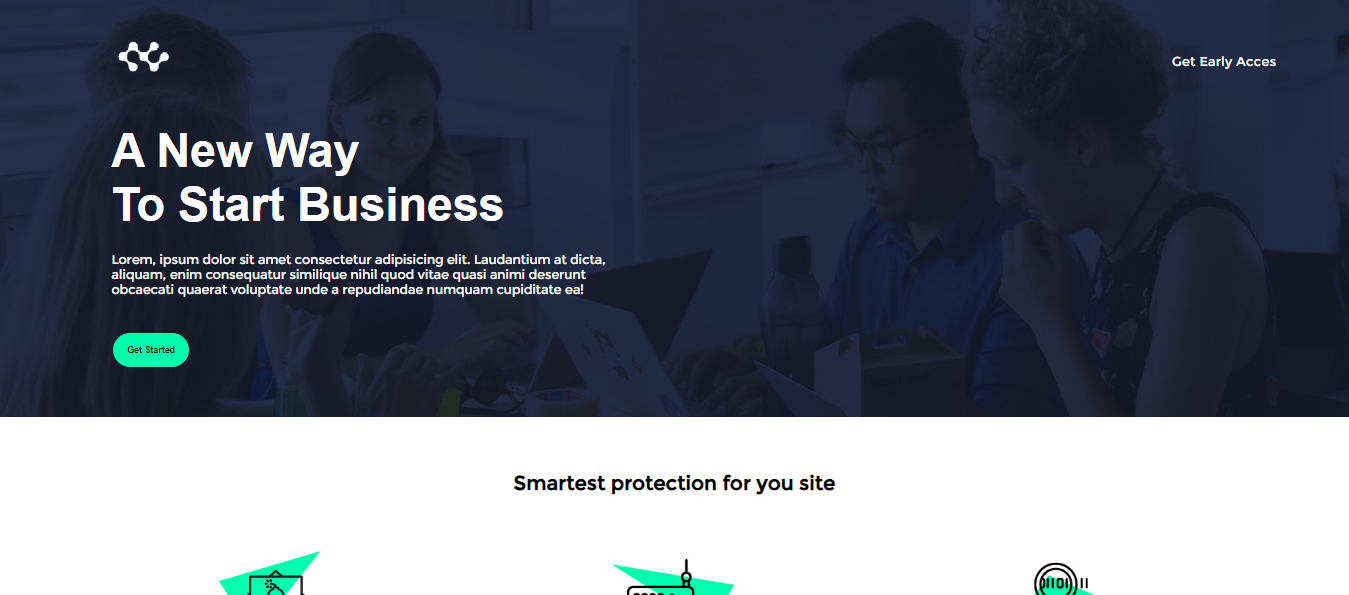 Get Early Acces
A New Way
To Start Business
Lorem, ipsum dolor sit amet consectetur adipisicing elit. Laudantium at dicta,
aliquam, enim consequatur similique nihil quod vitae quasi animi deserunt
obcaecati quaerat voluptate unde a repudiandae numquam cupiditate ea!
Get Started
Smartest protection for you site